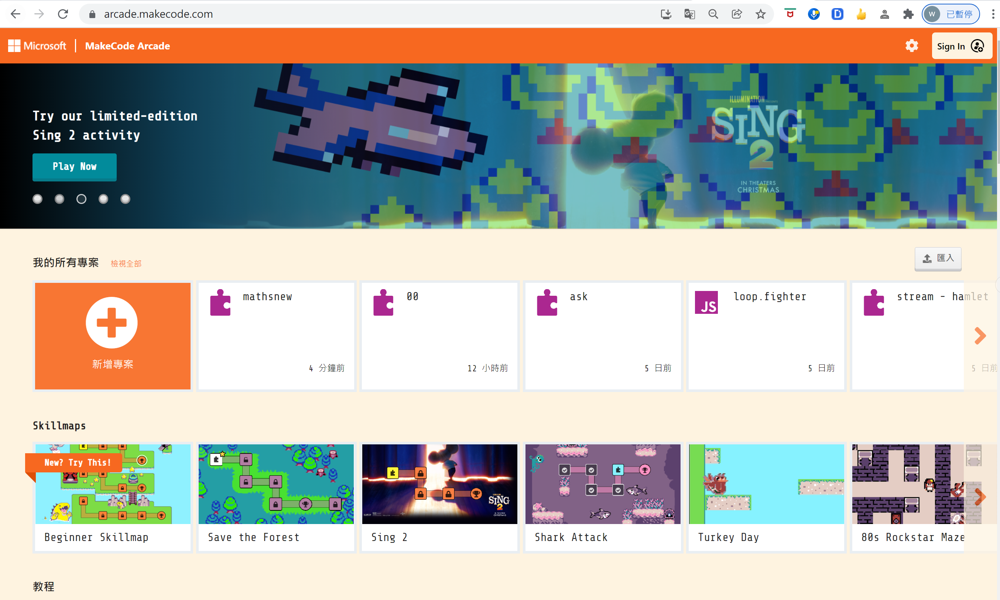 arcade.makecode.com
W 已暫停
Microsoft | MakeCode Arcade
Sign In
Try our limited-edition
Sing 2 activity
Play Now
ILLUMINATION PRESENTS
SING
2
IN THEATERS
CHRISTMAS
我的所有專案 檢視全部
匯入
新增專案
mathsnew
4 分鐘前
00
12 小時前
ask
5 日前
JS
loop.fighter
5 日前
stream - hamlet
5 日前
Skillmaps
New? Try This!
SING
2
IN THEATERS
CHRISTMAS
Beginner Skillmap
Save the Forest
Sing 2
Shark Attack
Turkey Day
80s Rockstar Maze
教程